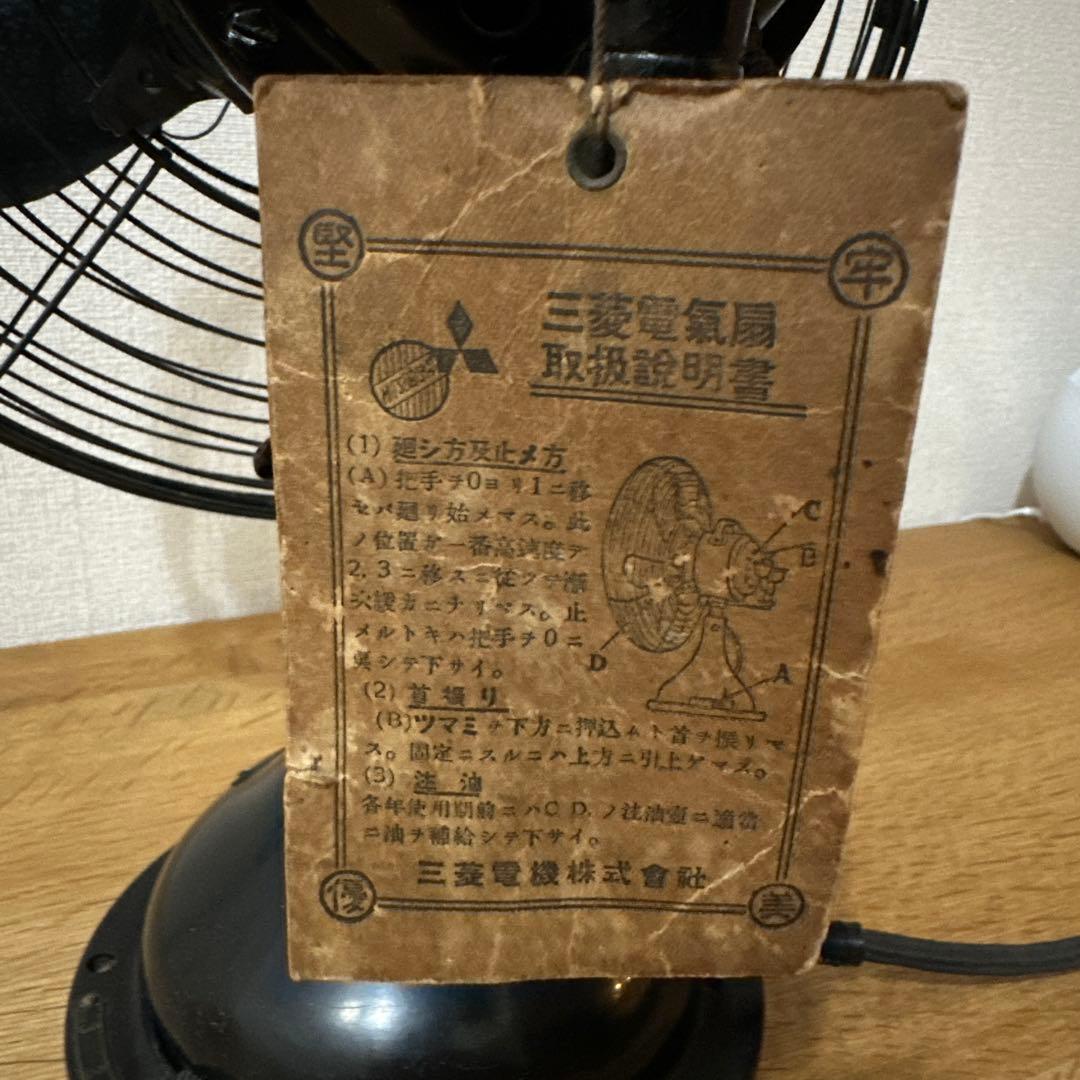 堅 牢
三菱電氣扇
取扱說明書
(1) 廻シ方及止メ方
(A) 把手ヲ0ヨリ1ニ移
セバ廻リ始メマス。此
ノ位置ガ一番高速度デ
2, 3ニ移スニ従ツテ漸
次緩カニナリマス。止
メルトキハ把手ヲ0ニ
戾シテ下サイ。
(2) 首振リ
(B)ツマミヲ下方ニ押込ムト首ヲ振リマ
ス。固定ニスルニハ上方ニ引上ゲマス。
(3) 注油
各年使用期前ニハC D.ノ注油壷ニ適當
ニ油ヲ補給シテ下サイ。
C
B
D
A
三菱電機株式會社
優 美